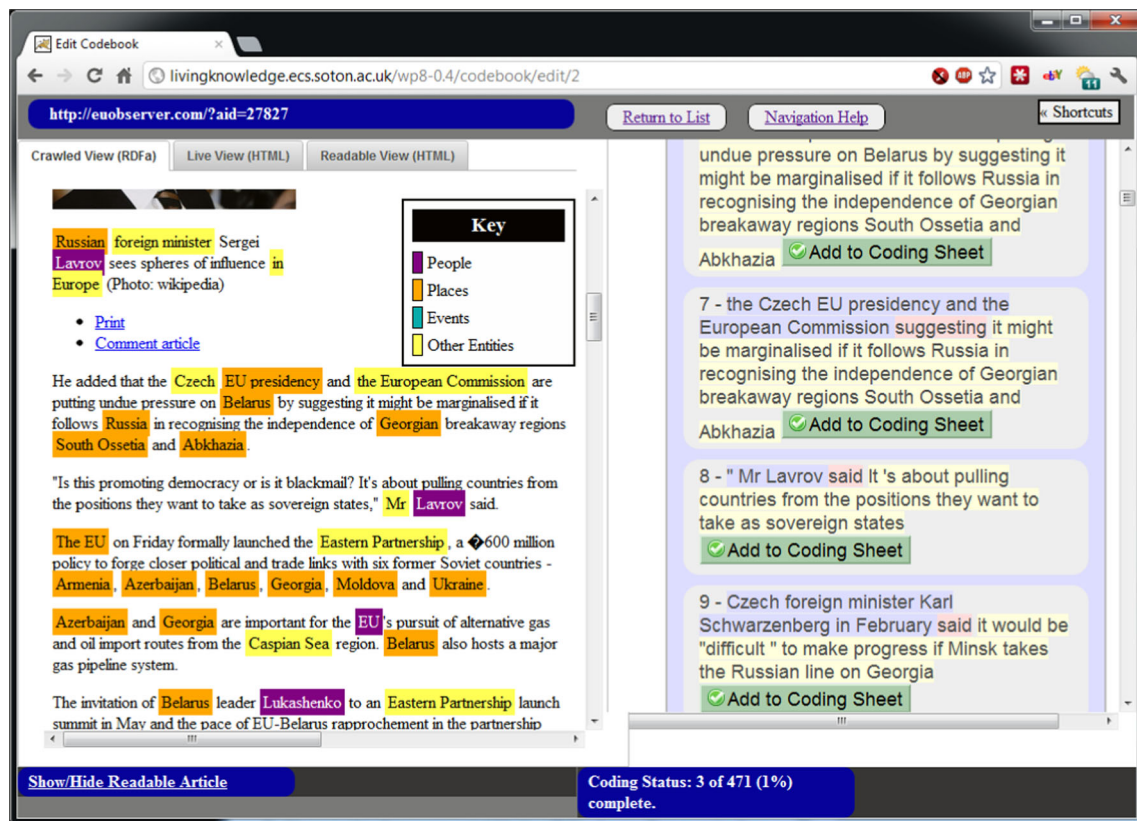 Edit Codebook
livingknowledge.ecs.soton.ac.uk/wp8-0.4/codebook/edit/2
ABP
ebY
11
http://euobserver.com/?aid=27827
Return to List
Navigation Help
« Shortcuts
Crawled View (RDFa)
Live View (HTML)
Readable View (HTML)
Key
People
Places
Events
Other Entities
Russian foreign minister Sergei
Lavrov sees spheres of influence in
Europe (Photo: wikipedia)
• Print
• Comment article
He added that the Czech EU presidency and the European Commission are
putting undue pressure on Belarus by suggesting it might be marginalised if it
follows Russia in recognising the independence of Georgian breakaway regions
South Ossetia and Abkhazia.
"Is this promoting democracy or is it blackmail? It's about pulling countries from
the positions they want to take as sovereign states," Mr Lavrov said.
The EU on Friday formally launched the Eastern Partnership, a �600 million
policy to forge closer political and trade links with six former Soviet countries -
Armenia, Azerbaijan, Belarus, Georgia, Moldova and Ukraine.
Azerbaijan and Georgia are important for the EU's pursuit of alternative gas
and oil import routes from the Caspian Sea region. Belarus also hosts a major
gas pipeline system.
The invitation of Belarus leader Lukashenko to an Eastern Partnership launch
summit in May and the pace of EU-Belarus rapprochement in the partnership
undue pressure on Belarus by suggesting it
might be marginalised if it follows Russia in
recognising the independence of Georgian
breakaway regions South Ossetia and
Abkhazia Add to Coding Sheet
7 - the Czech EU presidency and the
European Commission suggesting it might
be marginalised if it follows Russia in
recognising the independence of Georgian
breakaway regions South Ossetia and
Abkhazia Add to Coding Sheet
8 - " Mr Lavrov said It 's about pulling
countries from the positions they want to
take as sovereign states
Add to Coding Sheet
9 - Czech foreign minister Karl
Schwarzenberg in February said it would be
"difficult " to make progress if Minsk takes
the Russian line on Georgia
Add to Coding Sheet
Show/Hide Readable Article
Coding Status: 3 of 471 (1%)
complete.